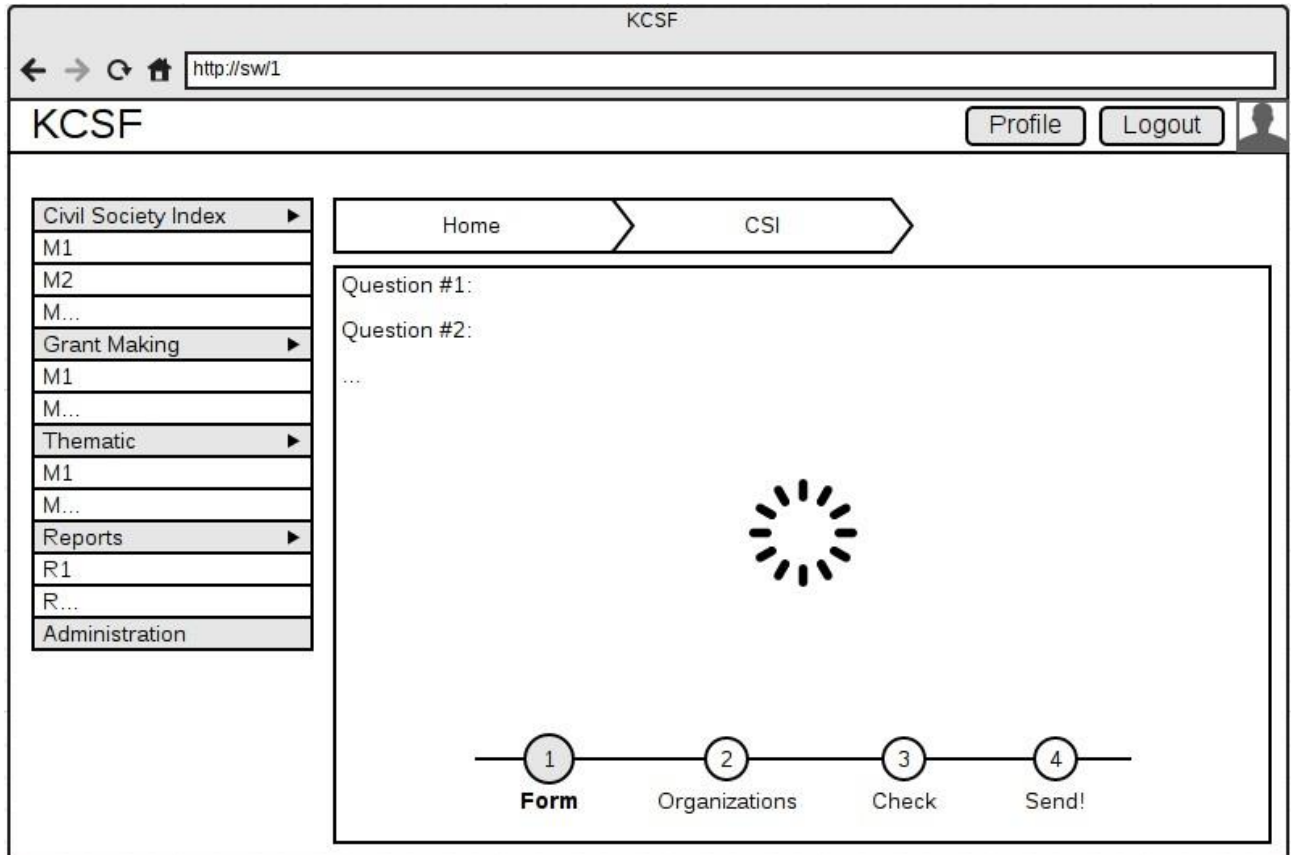 KCSF
http://sw/1
KCSF
Profile
Logout
Civil Society Index
M1
M2
M...
Grant Making
M1
M...
Thematic
M1
M...
Reports
R1
R...
Administration
Home
CSI
Question #1:
Question #2:
...
1
2
3
4
Form
Organizations
Check
Send!